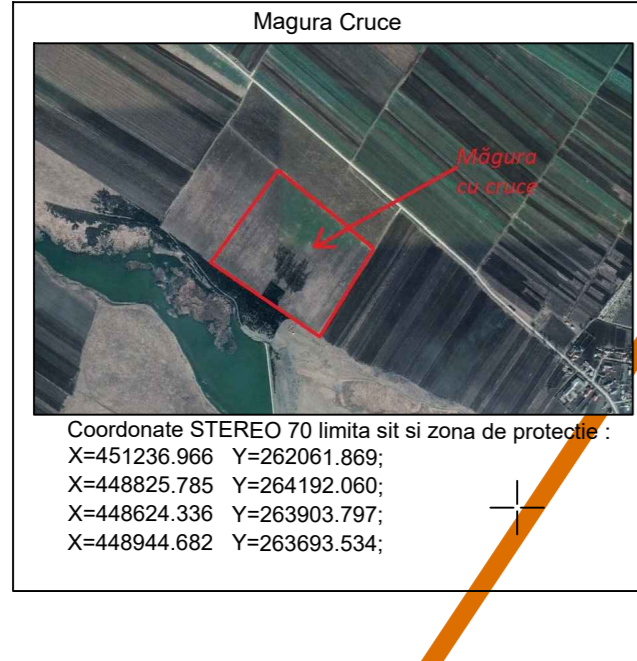 Magura Cruce
Măgura
cu cruce
Coordonate STEREO 70 limita sit si zona de protectie :
X=451236.966 Y=262061.869;
X=448825.785 Y=264192.060;
X=448624.336 Y=263903.797;
X=448944.682 Y=263693.534;